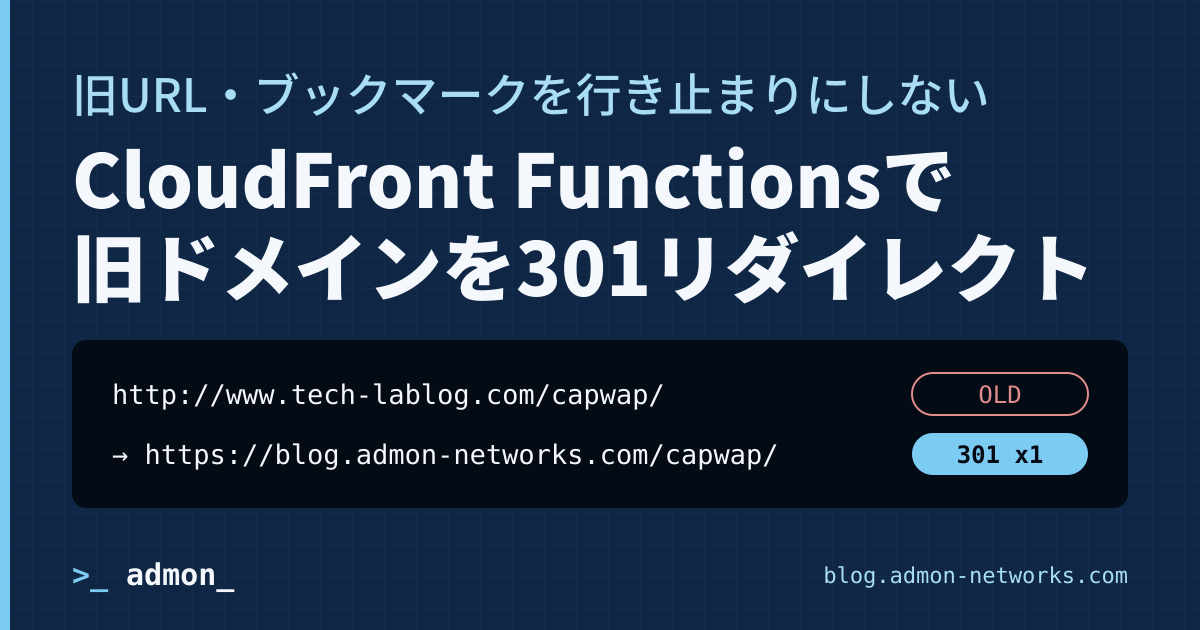 旧URL・ブックマークを行き止まりにしない
CloudFront Functionsで
旧ドメインを301リダイレクト
http://www.tech-lablog.com/capwap/ OLD
→ https://blog.admon-networks.com/capwap/ 301 x1
>_ admon_ blog.admon-networks.com